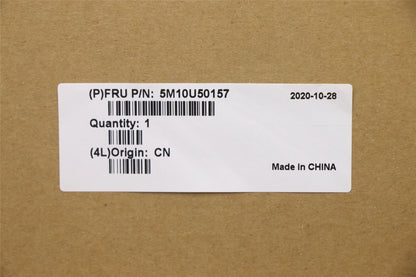 (P)FRU P/N: 5M10U50157
2020-10-28
Quantity: 1
(4L)Origin: CN
Made in CHINA